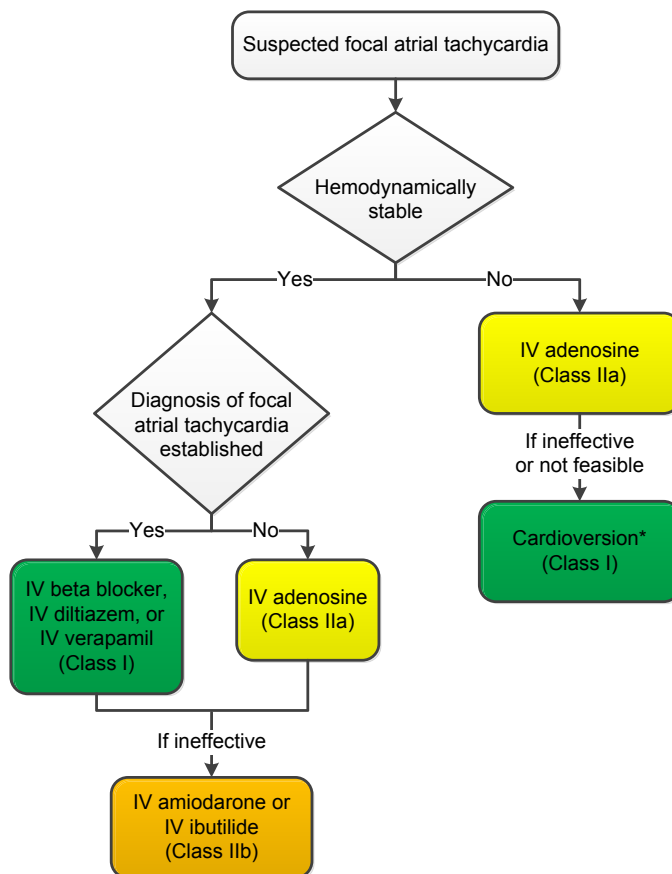 Suspected focal atrial tachycardia
Hemodynamically
stable
Yes
No
Diagnosis of focal
atrial tachycardia
established
IV adenosine
(Class IIa)
If ineffective
or not feasible
Cardioversion*
(Class I)
Yes
No
IV beta blocker,
IV diltiazem, or
IV verapamil
(Class I)
IV adenosine
(Class IIa)
If ineffective
IV amiodarone or
IV ibutilide
(Class IIb)